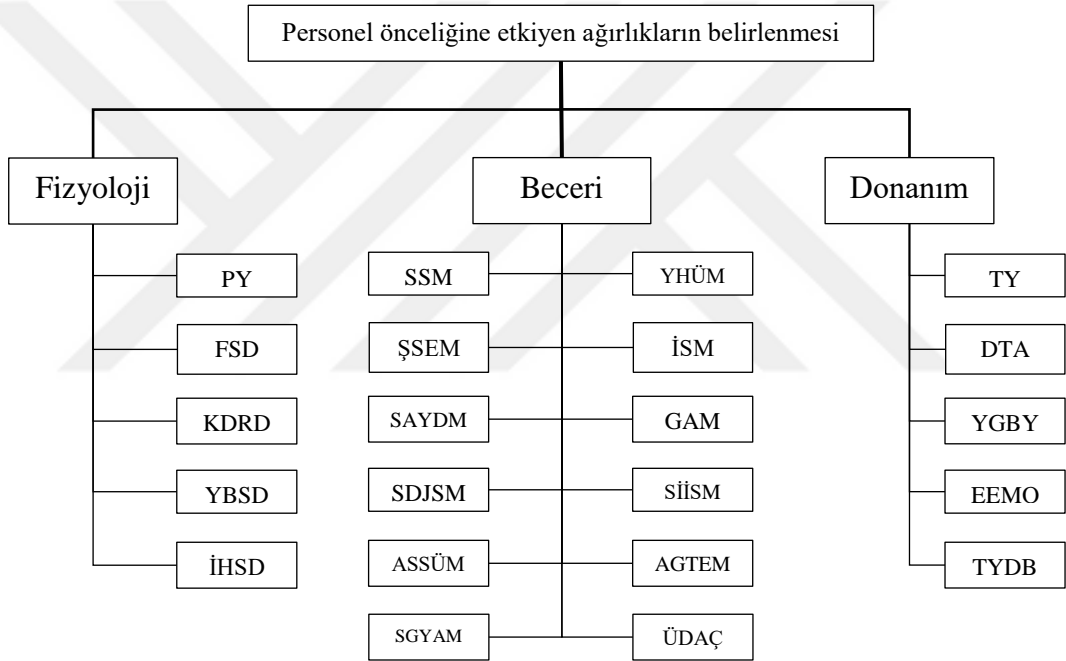 Personel önceliğine etkiyen ağırlıkların belirlenmesi
Fizyoloji
Beceri
Donanım
PY
FSD
KDRD
YBSD
İHSD
SSM
YHÜM
ŞSEM
İSM
SAYDM
GAM
SDJSM
SİİSM
ASSÜM
AGTEM
SGYAM
ÜDAÇ
TY
DTA
YGBY
EEMO
TYDB